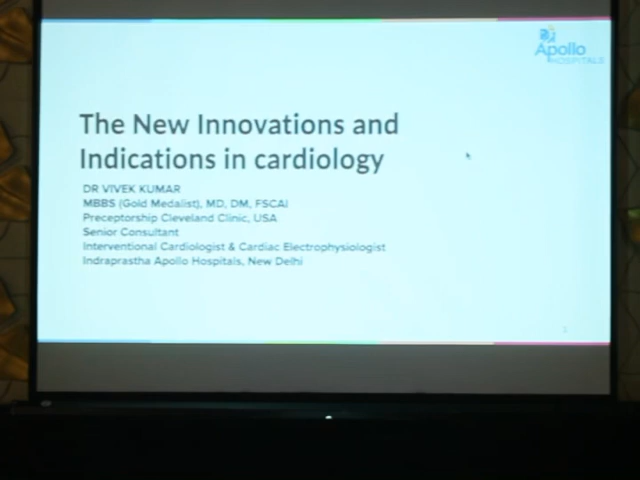 Apollo
HOSPITALS
The New Innovations and
Indications in cardiology
DR VIVEK KUMAR
MBBS (Gold Medalist), MD, DM, FSCAI
Preceptorship Cleveland Clinic, USA
Senior Consultant
Interventional Cardiologist & Cardiac Electrophysiologist
Indraprastha Apollo Hospitals, New Delhi